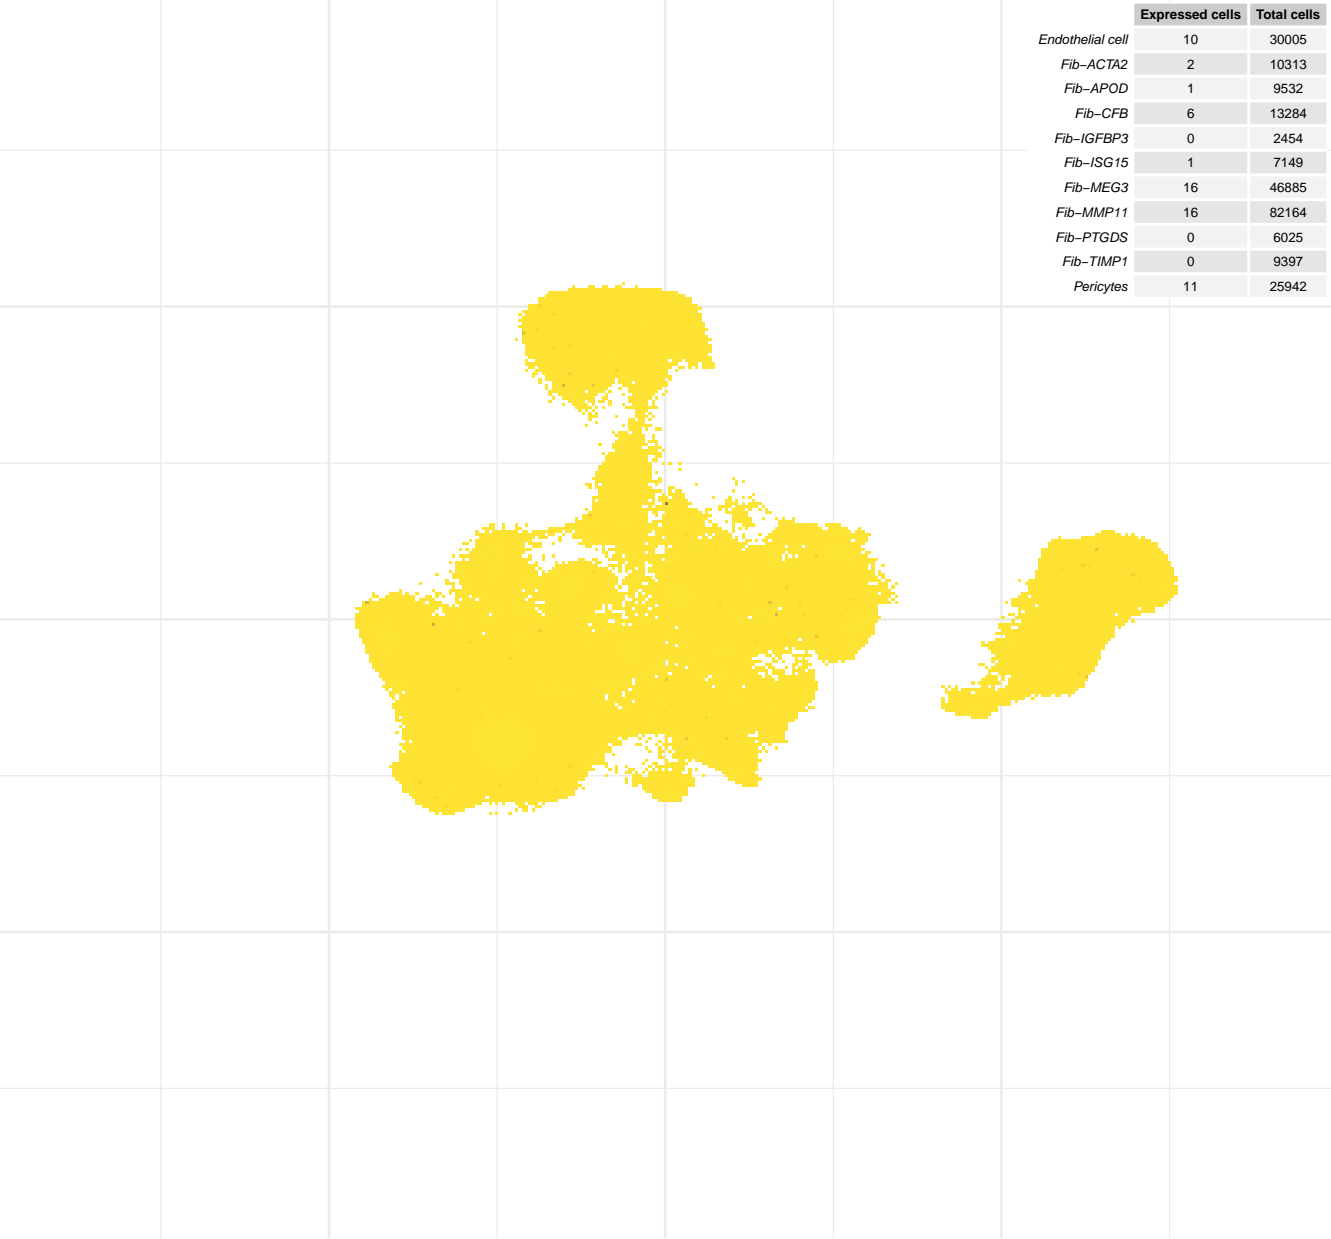 Expressed cells Total cells
Endothelial cell 10 30005
Fib−ACTA2 2 10313
Fib−APOD 1 9532
Fib−CFB 6 13284
Fib−IGFBP3 0 2454
Fib−ISG15 1 7149
Fib−MEG3 16 46885
Fib−MMP11 16 82164
Fib−PTGDS 0 6025
Fib−TIMP1 0 9397
Pericytes 11 25942